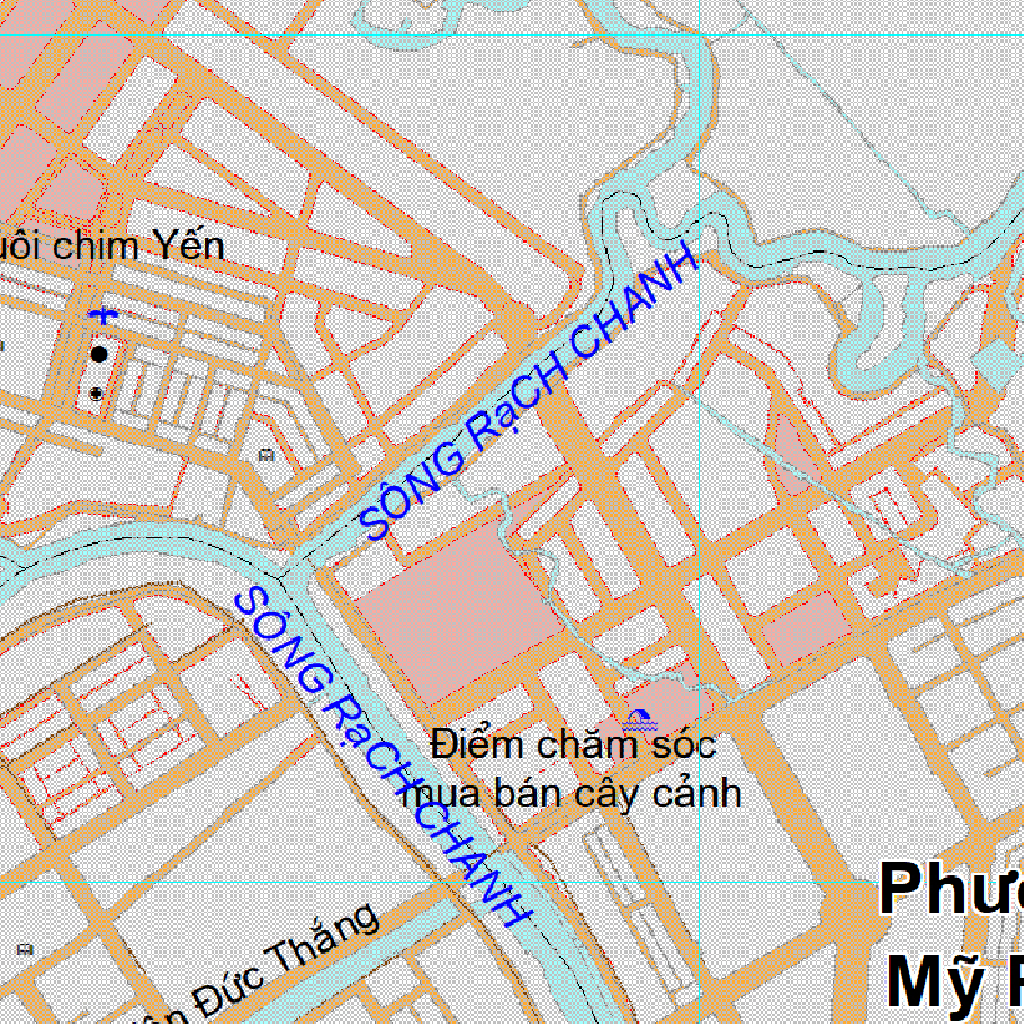 uôi chim Yến
SÔNG RạCH CHANH
SÔNG RạCH CHANH
Điểm chăm sóc
mua bán cây cảnh
Đức Thắng
Mỹ